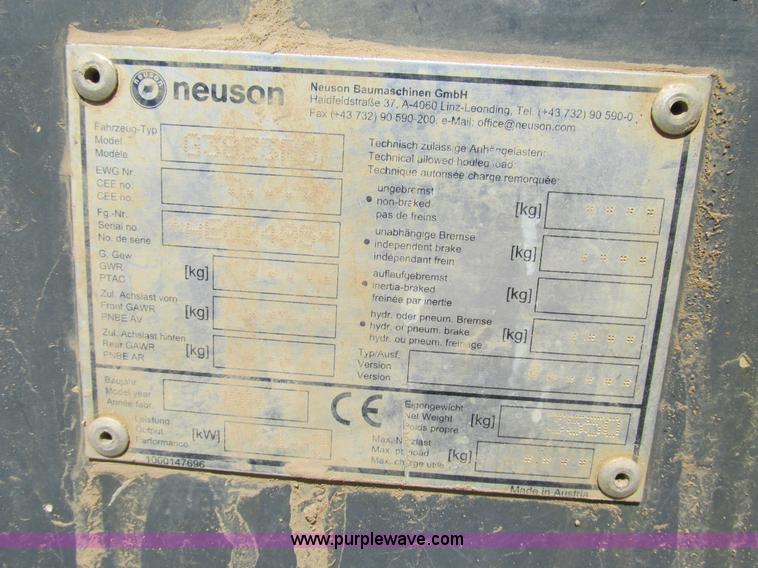 NEUSON
neuson
Neuson Baumaschinen GmbH
Haidfeldstraße 37, A-4060 Linz-Leonding, Tel. (+43 732) 90 590-0,
Fax (+43 732) 90 590-200, e-Mail: office@neuson.com
Fahrzeug-Typ
Model
Modèle
EWG Nr.
CEE no.
CEE no.
Fg.-Nr.
Serial no
No. de série
G. Gew
GWR [kg]
PTAC
Zul. Achslast vorn
Front GAWR [kg]
PNBE AV
Zul. Achslast hinten
Rear GAWR [kg]
PNBE AR
Baujahr
Model year
Année fabr.
Leistung
Output [kW]
Performance
1000147696
Technisch zulässige Anhängelasten:
Technical allowed houleg load:
Technique autorisée charge remorquée:
ungebremst
non-braked [kg] ****
pas de freins
unabhängige Bremse
independent brake [kg] ****
independant frein
auflaufgebremst
inertia-braked [kg]
freinée par inertie
hydr. oder pneum. Bremse
hydr. or pneum. brake [kg] ****
hydr. ou pneum. freinage
Typ/Ausf.
Version
Version
CE
Eigengewicht
Net Weight [kg]
Poids propre
Max. Nutzlast
Max. payload [kg]
Max. charge utile
Made in Austria
www.purplewave.com